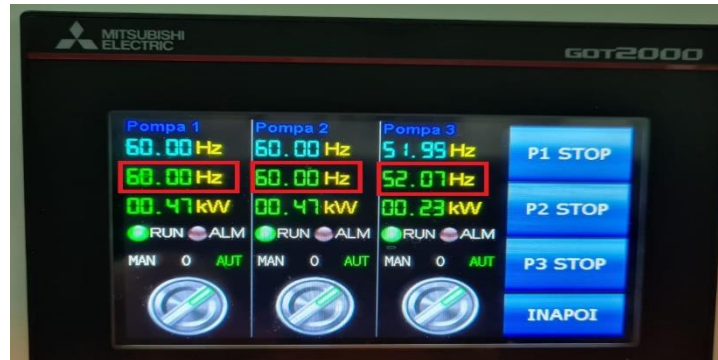 MITSUBISHI
ELECTRIC
GOT2000
Pompa 1 Pompa 2 Pompa 3
60.00 Hz 60.00 Hz 51.99 Hz
60.00 Hz 60.00 Hz 52.07 Hz
00.47 kW 00.47 kW 00.23 kW
RUN ALM RUN ALM RUN ALM
MAN 0 AUT MAN 0 AUT MAN 0 AUT
P1 STOP
P2 STOP
P3 STOP
INAPOI